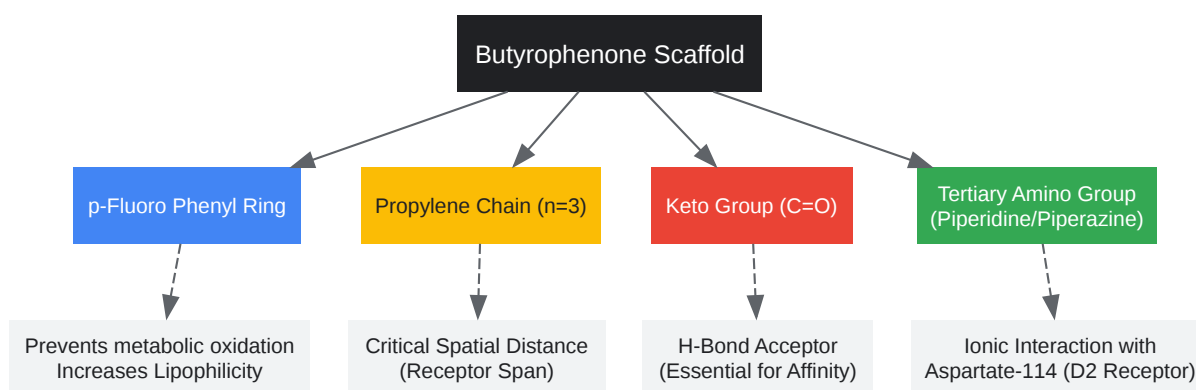 Butyrophenone Scaffold
p-Fluoro Phenyl Ring
Propylene Chain (n=3)
Keto Group (C=O)
Tertiary Amino Group
(Piperidine/Piperazine)
Prevents metabolic oxidation
Increases Lipophilicity
Critical Spatial Distance
(Receptor Span)
H-Bond Acceptor
(Essential for Affinity)
Ionic Interaction with
Aspartate-114 (D2 Receptor)